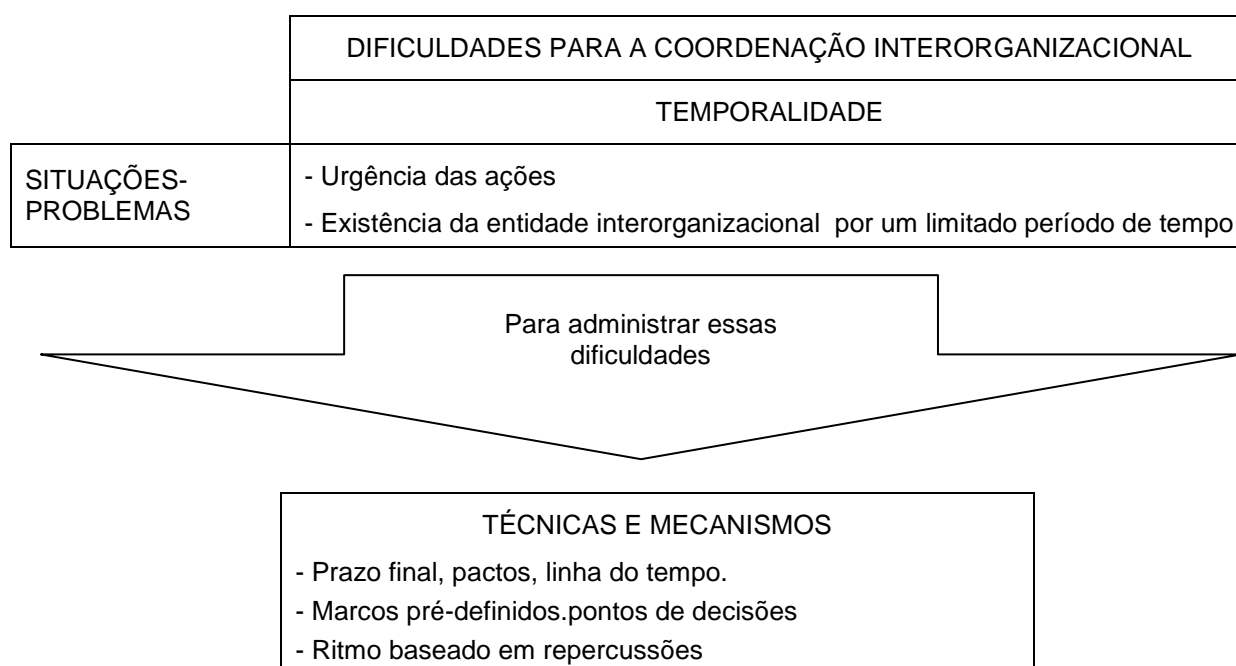 DIFICULDADES PARA A COORDENAÇÃO INTERORGANIZACIONAL
TEMPORALIDADE
SITUAÇÕES-
PROBLEMAS
- Urgência das ações
- Existência da entidade interorganizacional por um limitado período de tempo
Para administrar essas
dificuldades
TÉCNICAS E MECANISMOS
- Prazo final, pactos, linha do tempo.
- Marcos pré-definidos.pontos de decisões
- Ritmo baseado em repercussões